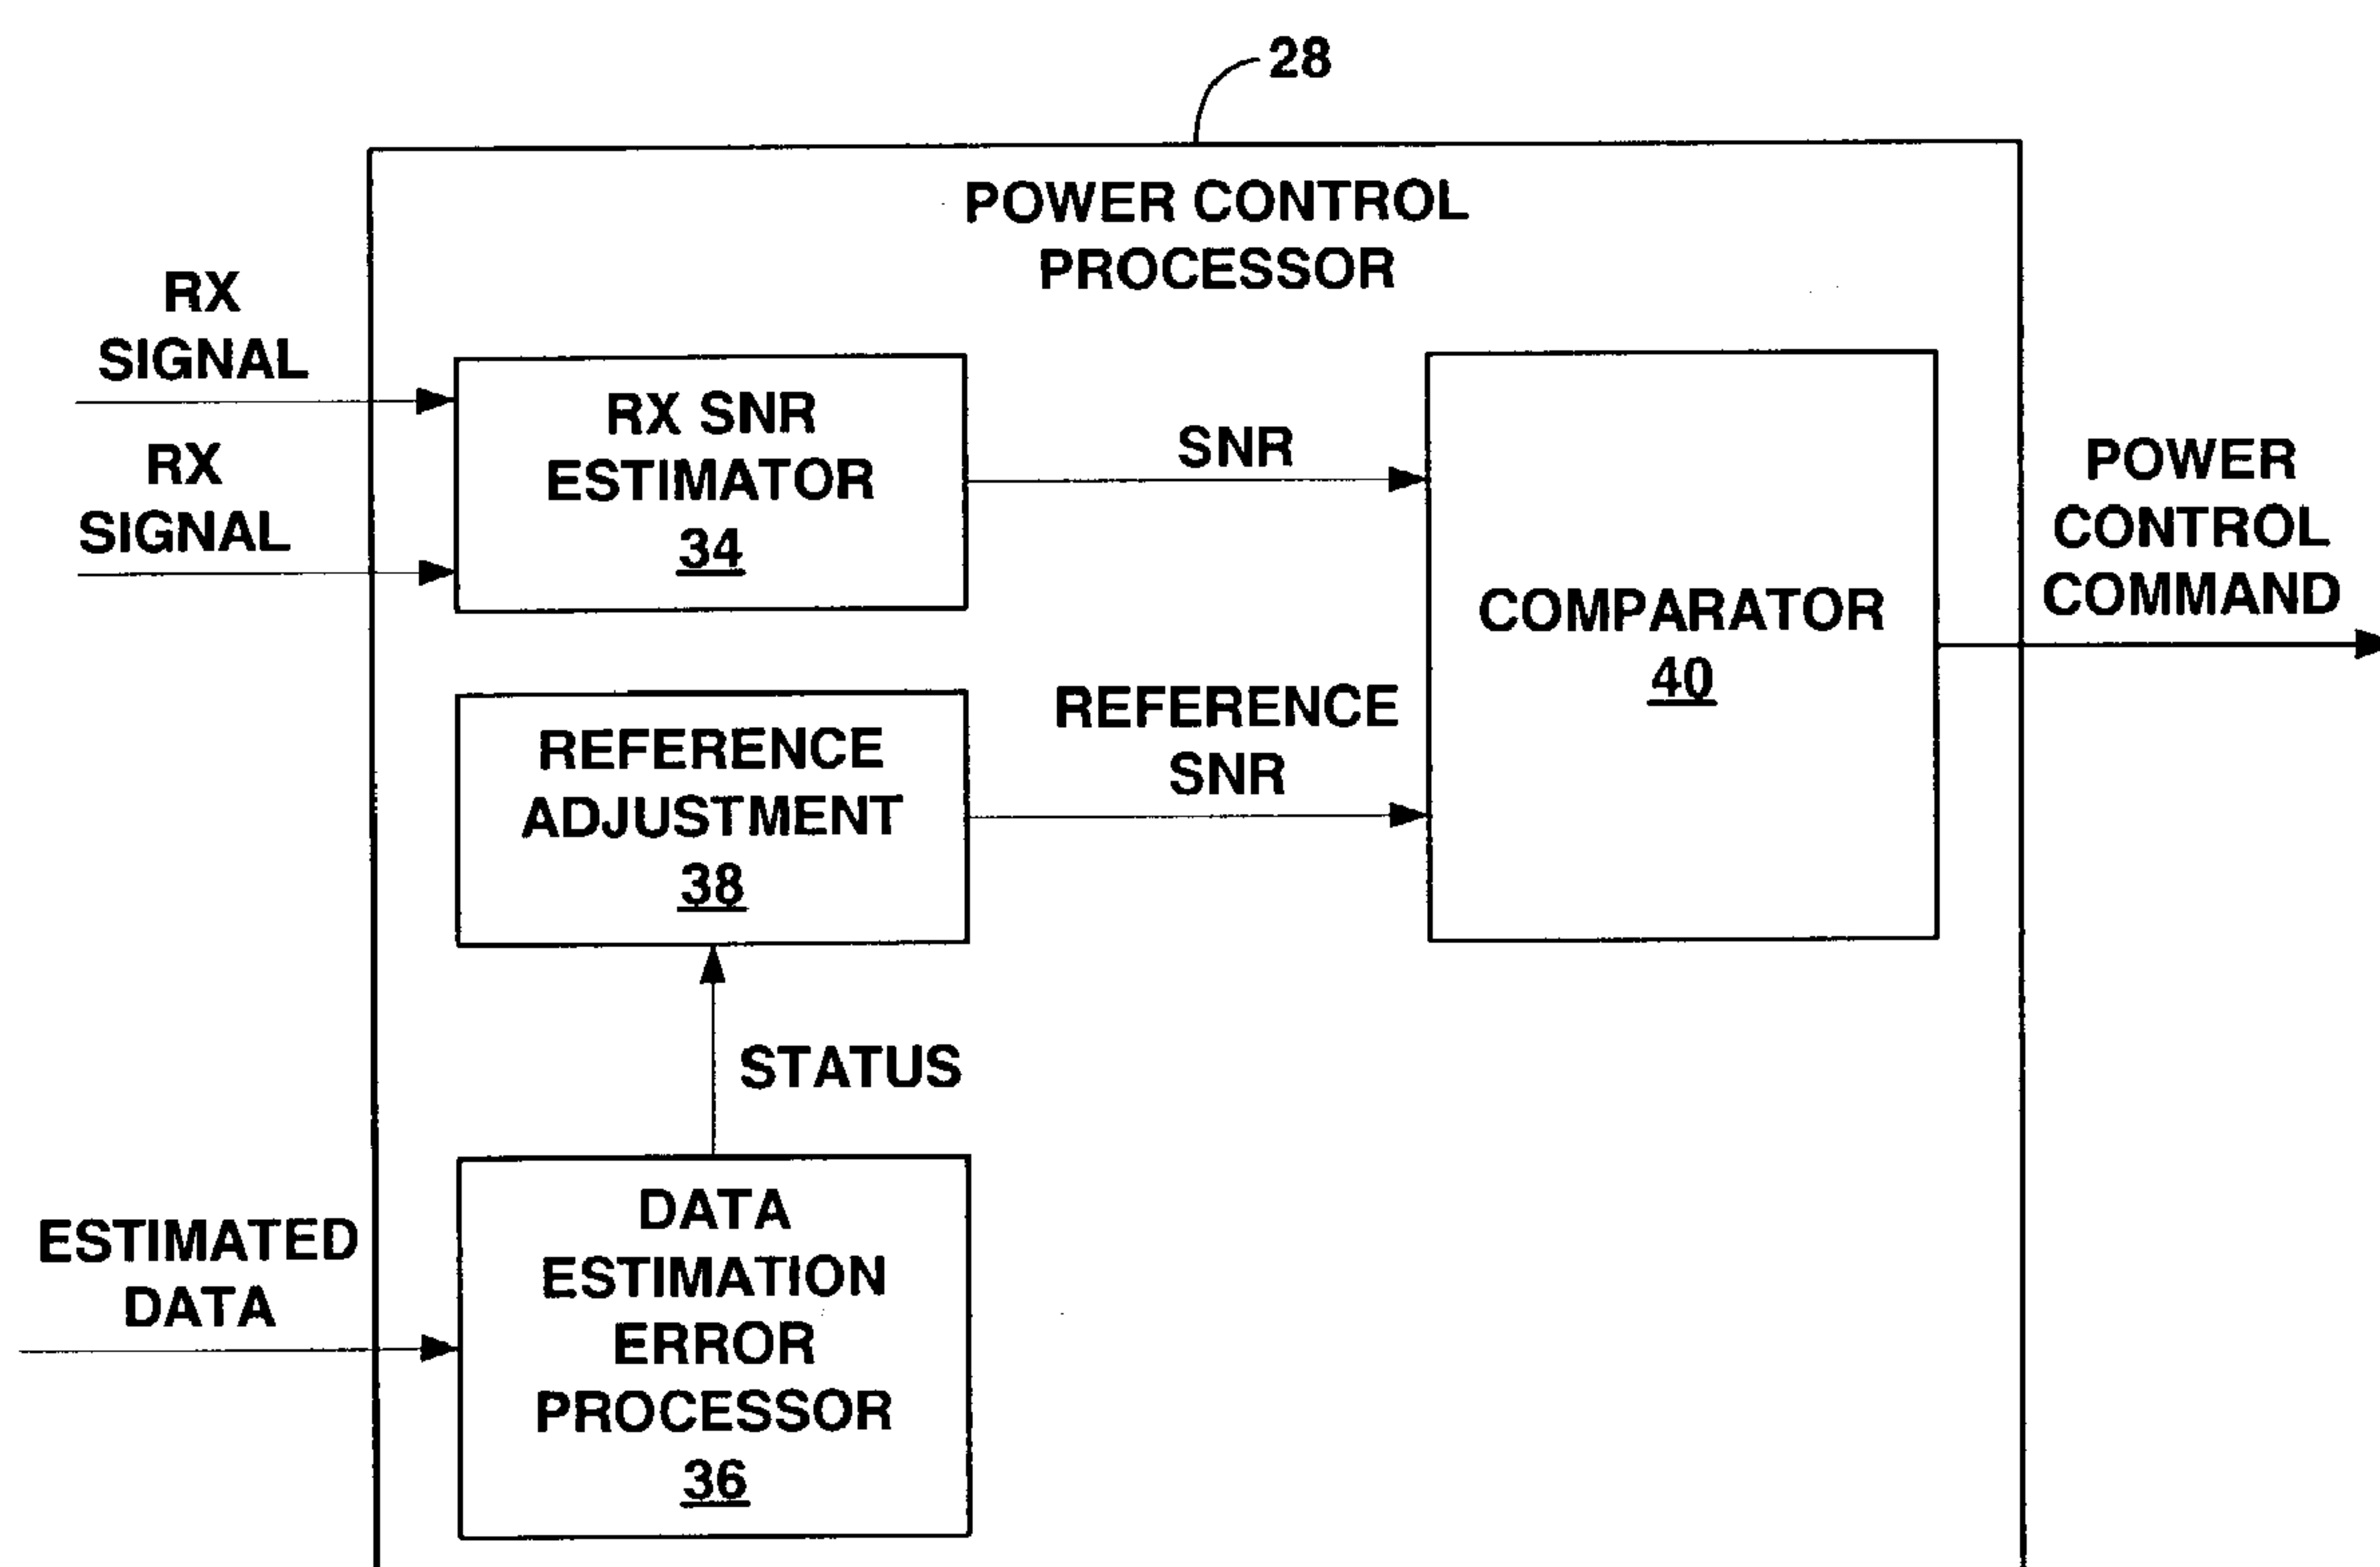 28
POWER CONTROL
PROCESSOR
RX
SIGNAL
RX
SIGNAL
RX SNR
ESTIMATOR
34
SNR
COMPARATOR
40
POWER
CONTROL
COMMAND
REFERENCE
ADJUSTMENT
38
REFERENCE
SNR
STATUS
ESTIMATED
DATA
DATA
ESTIMATION
ERROR
PROCESSOR
36